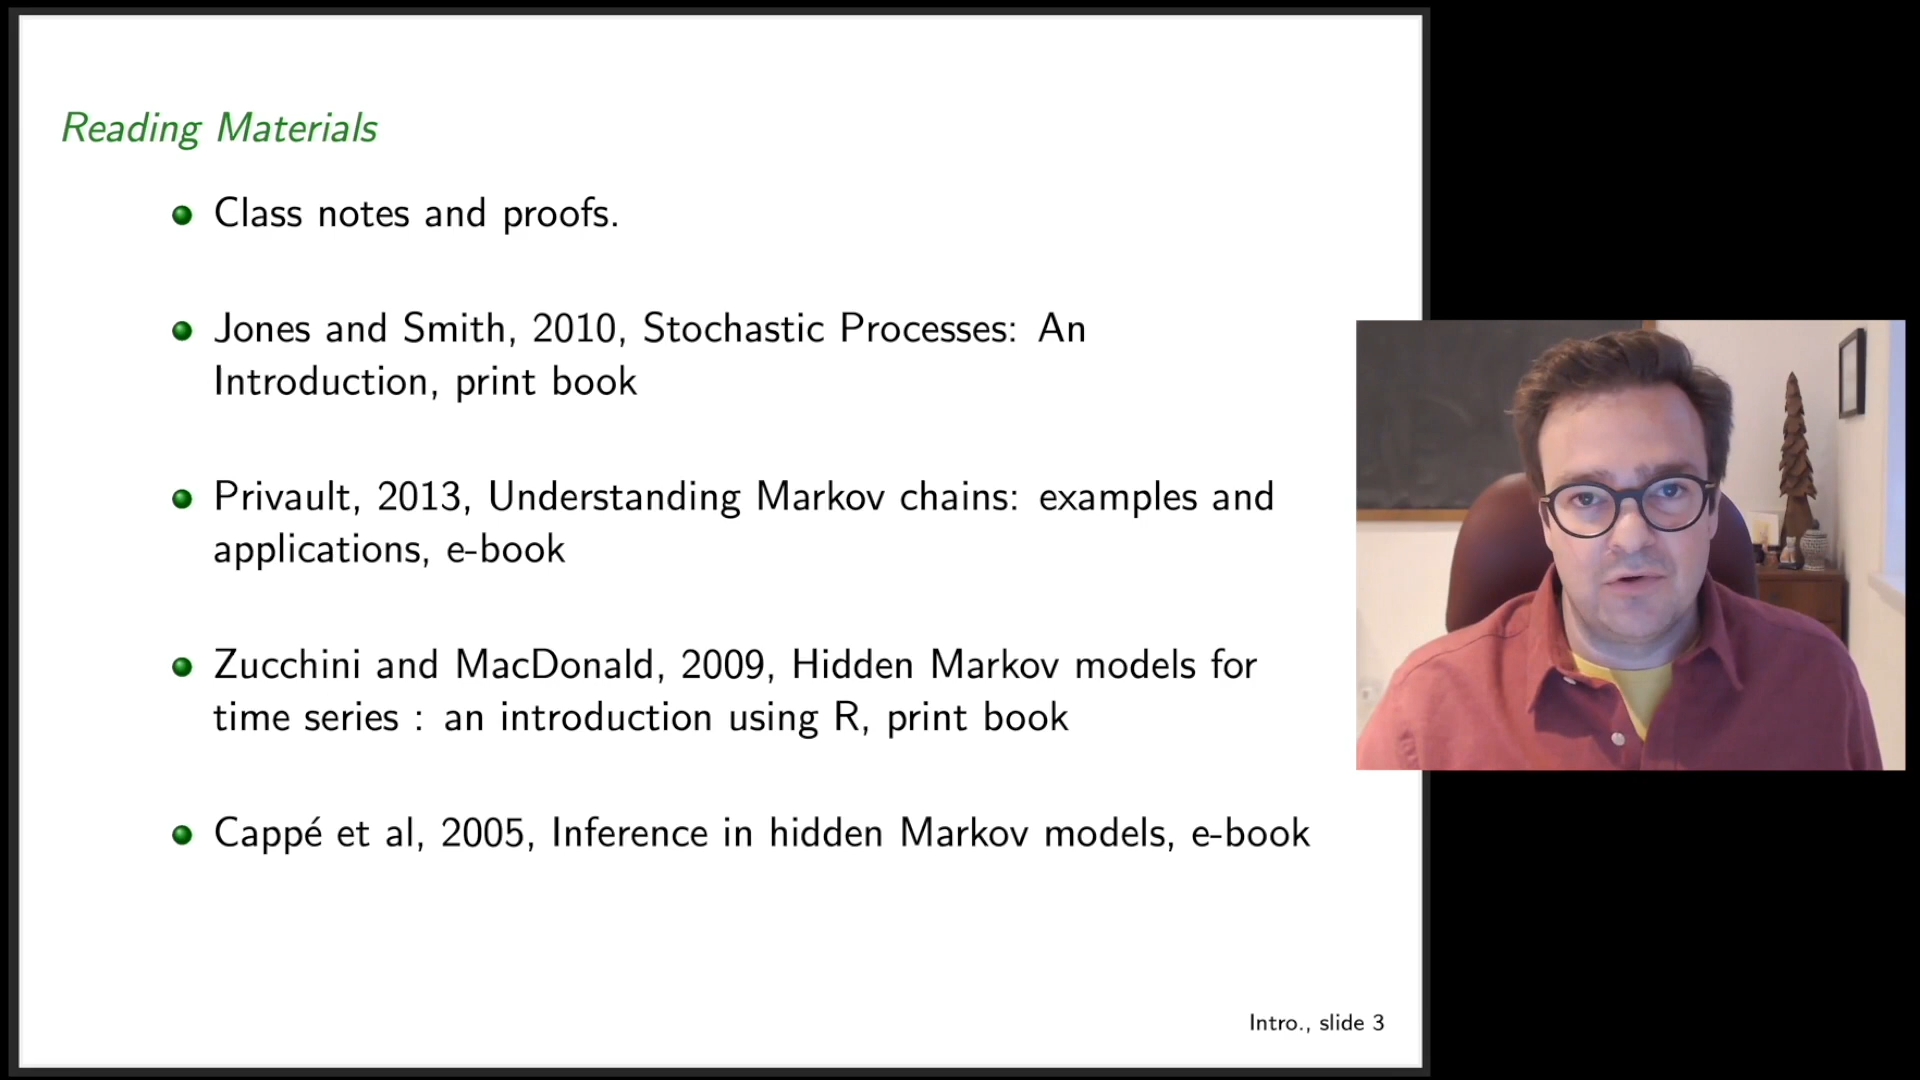 Reading Materials
Class notes and proofs.
Jones and Smith, 2010, Stochastic Processes: An
Introduction, print book
Privault, 2013, Understanding Markov chains: examples and
applications, e-book
Zucchini and MacDonald, 2009, Hidden Markov models for
time series : an introduction using R, print book
Cappé et al, 2005, Inference in hidden Markov models, e-book
Intro., slide 3